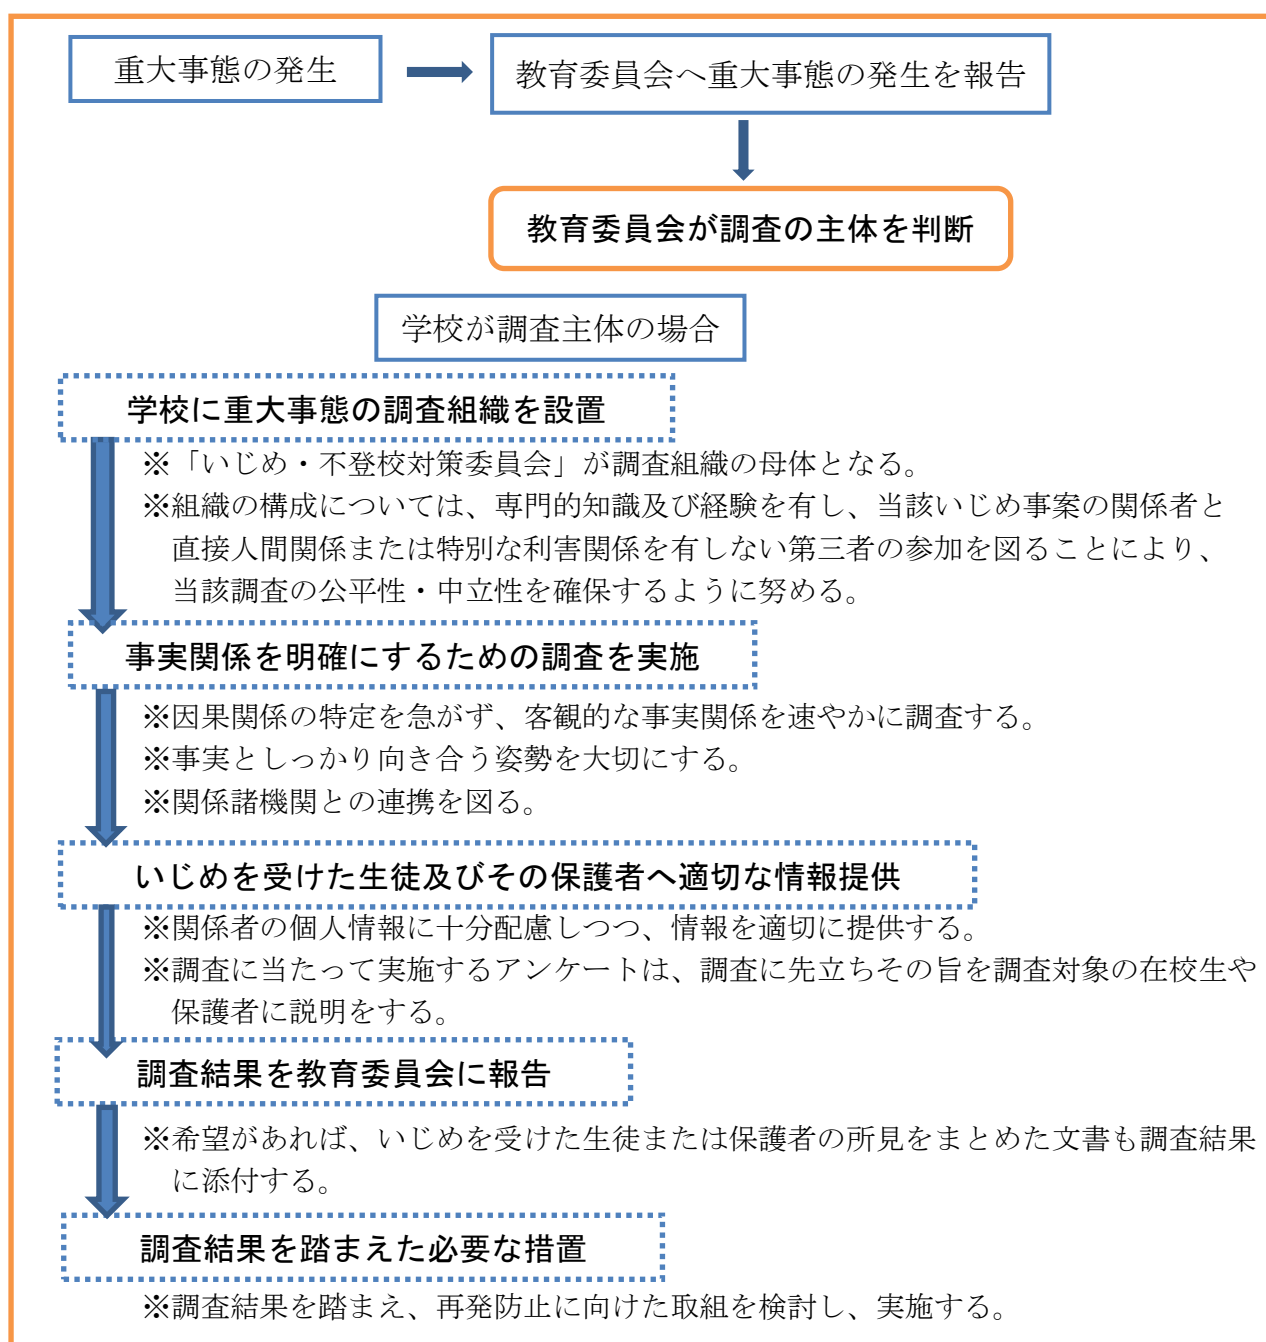 重大事態の発生
教育委員会へ重大事態の発生を報告
教育委員会が調査の主体を判断
学校が調査主体の場合
学校に重大事態の調査組織を設置
※「いじめ・不登校対策委員会」が調査組織の母体となる。
※組織の構成については、専門的知識及び経験を有し、当該いじめ事案の関係者と
直接人間関係または特別な利害関係を有しない第三者の参加を図ることにより、
当該調査の公平性・中立性を確保するように努める。
事実関係を明確にするための調査を実施
※因果関係の特定を急がず、客観的な事実関係を速やかに調査する。
※事実としっかり向き合う姿勢を大切にする。
※関係諸機関との連携を図る。
いじめを受けた生徒及びその保護者へ適切な情報提供
※関係者の個人情報に十分配慮しつつ、情報を適切に提供する。
※調査に当たって実施するアンケートは、調査に先立ちその旨を調査対象の在校生や
保護者に説明をする。
調査結果を教育委員会に報告
※希望があれば、いじめを受けた生徒または保護者の所見をまとめた文書も調査結果
に添付する。
調査結果を踏まえた必要な措置
※調査結果を踏まえ、再発防止に向けた取組を検討し、実施する。